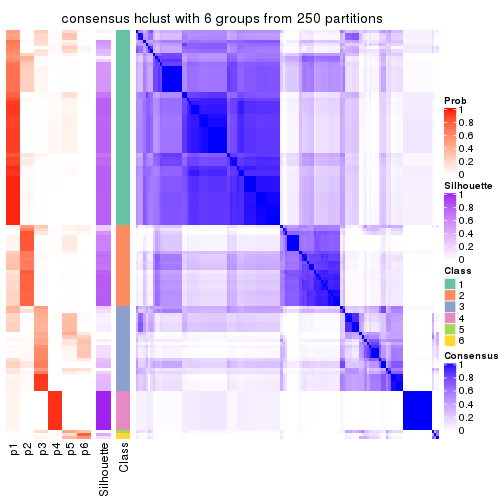 consensus hclust with 6 groups from 250 partitions
Prob
1
0.8
0.6
0.4
0.2
0
Silhouette
1
0.8
0.6
0.4
0.2
0
Class
1
2
3
4
5
6
Consensus
1
0.8
0.6
0.4
0.2
0
p1
p2
p3
p4
p5
p6
Silhouette
Class